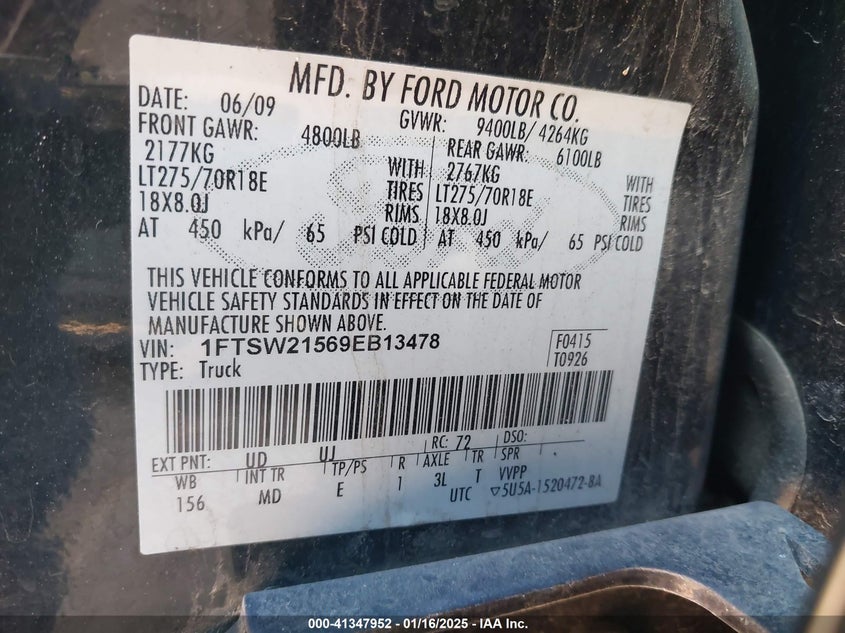 MFD. BY FORD MOTOR CO.
DATE: 06/09 GVWR: 9400LB/ 4264KG
FRONT GAWR: 4800LB REAR GAWR: 6100LB
2177KG WITH 2767KG WITH
LT275/70R18E TIRES LT275/70R18E TIRES
18X8.0J RIMS 18X8.0J RIMS
AT 450 kPa/ 65 PSI COLD AT 450 kPa/ 65 PSI COLD
THIS VEHICLE CONFORMS TO ALL APPLICABLE FEDERAL MOTOR
VEHICLE SAFETY STANDARDS IN EFFECT ON THE DATE OF
MANUFACTURE SHOWN ABOVE.
VIN: 1FTSW21569EB13478 F0415
TYPE: Truck T0926
EXT PNT: UD UJ RC: 72 DSO:
WB INT TR TP/PS R AXLE TR SPR
156 MD E 1 3L T VVPP
UTC ▽5U5A-1520472-8A
000-41347952 - 01/16/2025 - IAA Inc.